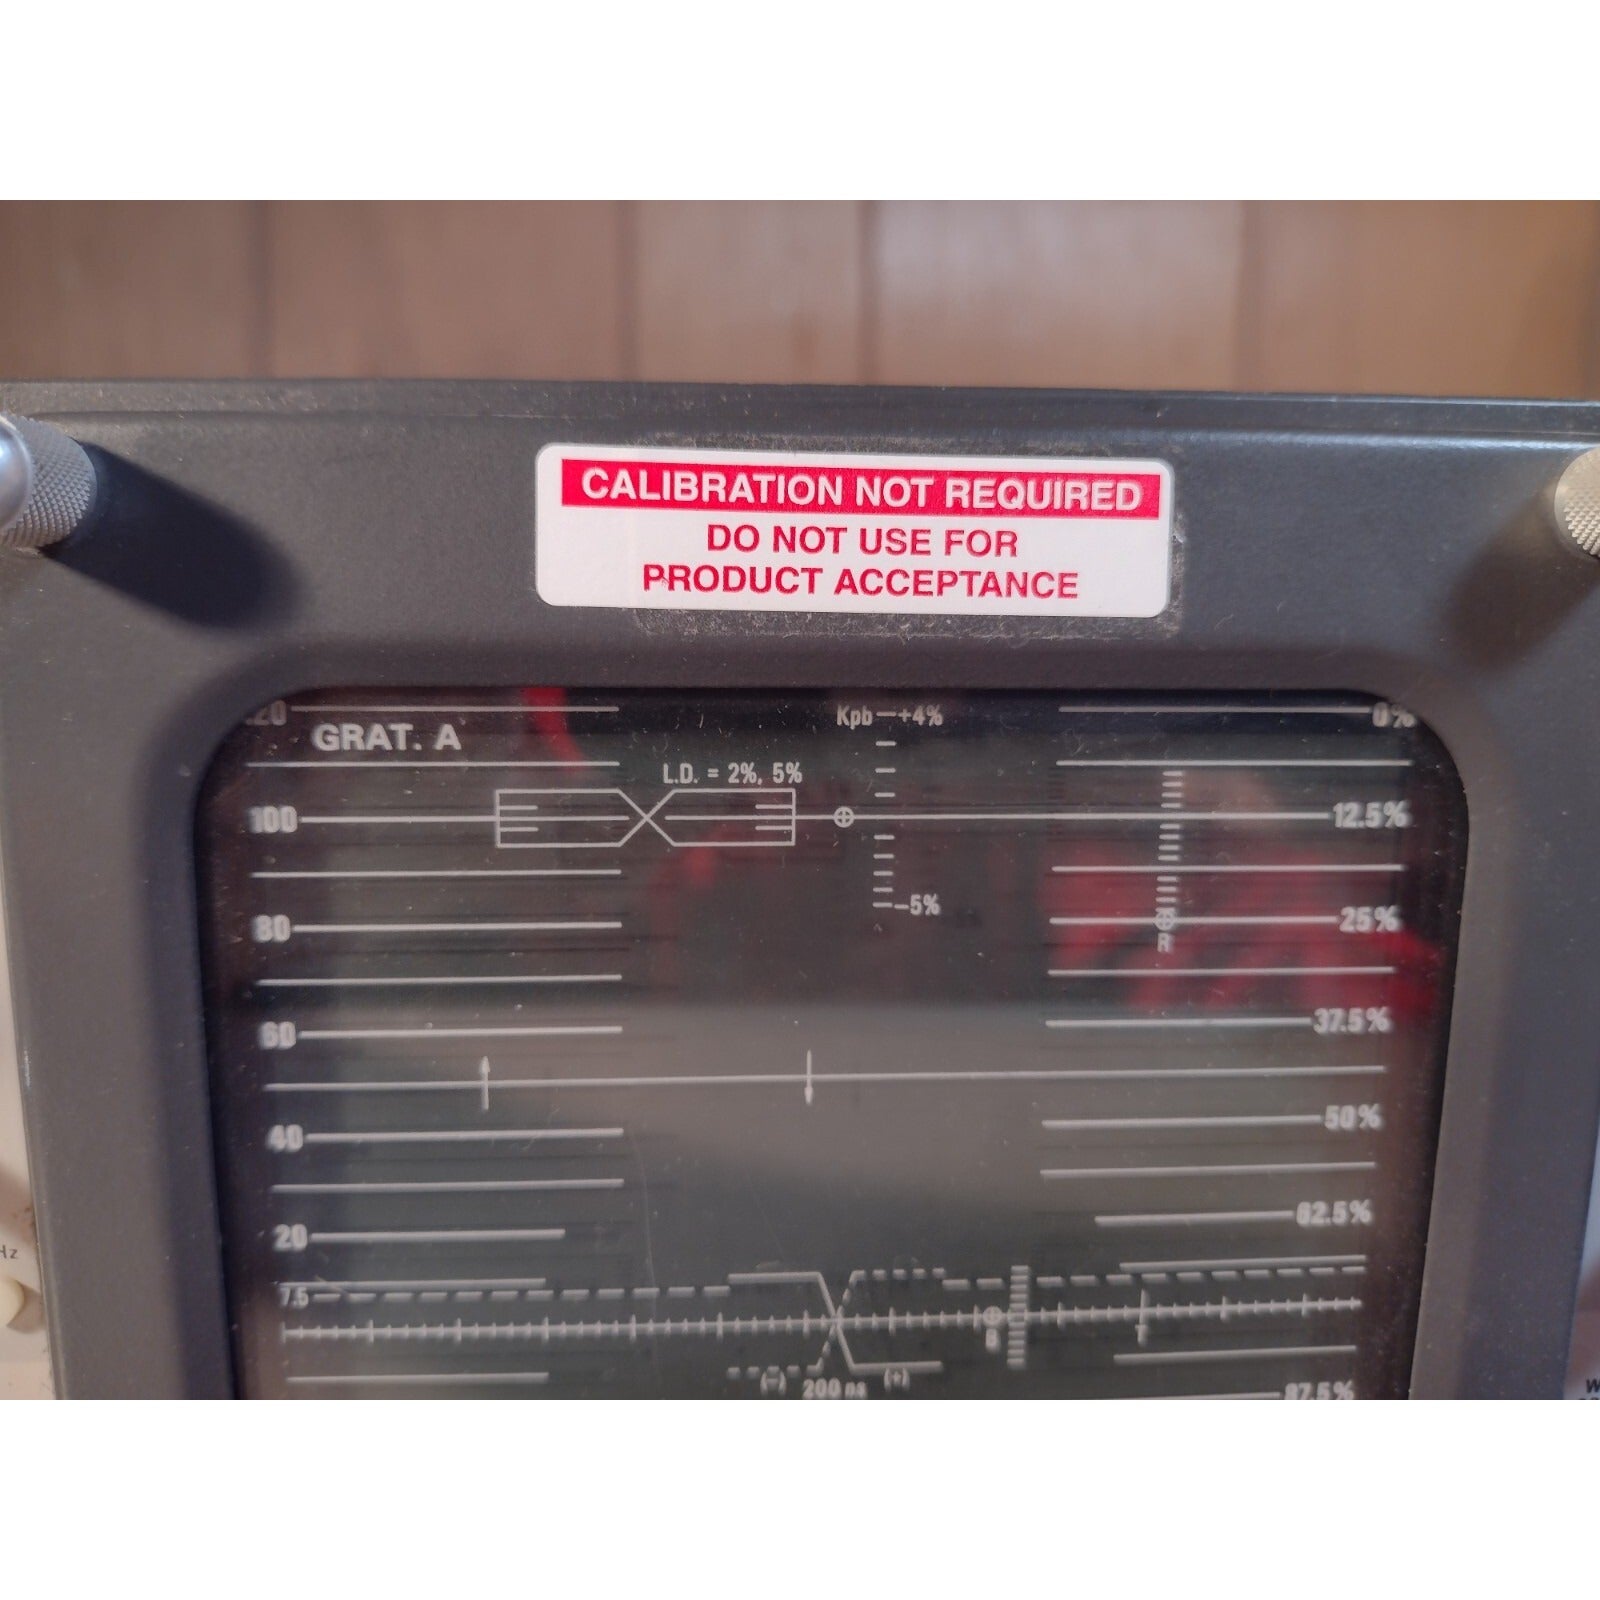 CALIBRATION NOT REQUIRED
DO NOT USE FOR
PRODUCT ACCEPTANCE
Kpb +4%
0%
GRAT. A
L.D. = 2%, 5%
100
12.5%
-5%
80
25%
R
60
37.5%
40
50%
20
62.5%
Hz
7.5
B
(-) 200 ns (+)
87.5%